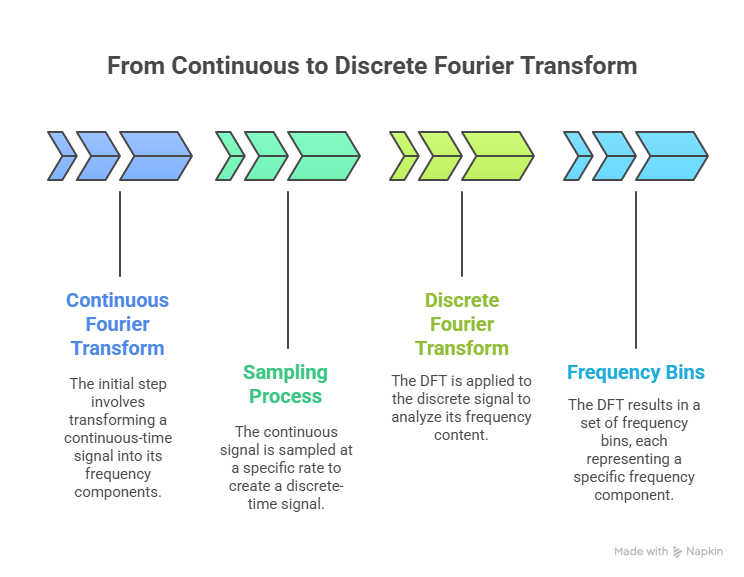 From Continuous to Discrete Fourier Transform
Continuous
Fourier
Transform
The initial step
involves
transforming a
continuous-time
signal into its
frequency
components.
Sampling
Process
The continuous
signal is sampled at
a specific rate to
create a discrete-
time signal.
Discrete
Fourier
Transform
The DFT is applied to
the discrete signal to
analyze its frequency
content.
Frequency Bins
The DFT results in a
set of frequency
bins, each
representing a
specific frequency
component.
Made with Napkin